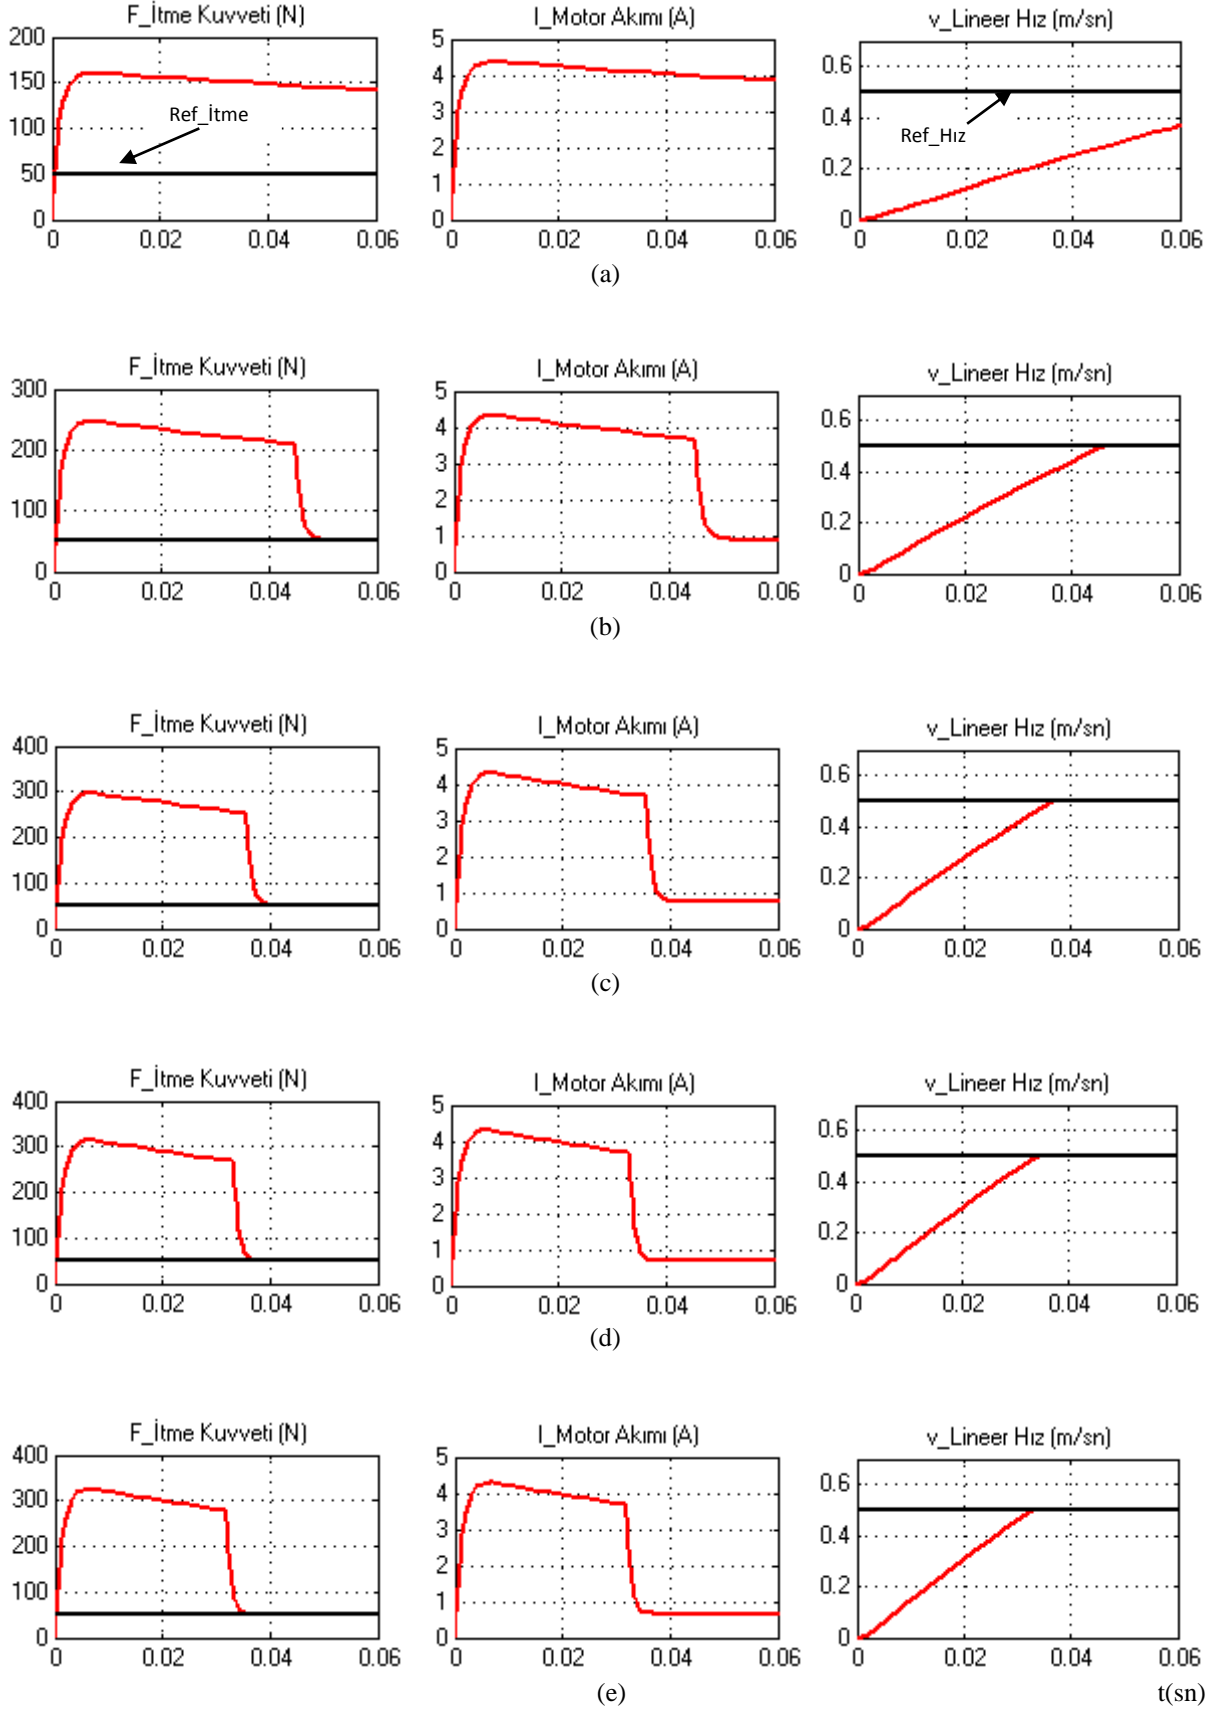 F_İtme Kuvveti (N)
I_Motor Akımı (A)
v_Lineer Hız (m/sn)
200
150
100
50
0
Ref_İtme
0 0.02 0.04 0.06
5
4
3
2
1
0
0 0.02 0.04 0.06
0.6
0.4
0.2
0
Ref_Hız
0 0.02 0.04 0.06
(a)
F_İtme Kuvveti (N)
I_Motor Akımı (A)
v_Lineer Hız (m/sn)
300
200
100
0
0 0.02 0.04 0.06
5
4
3
2
1
0
0 0.02 0.04 0.06
0.6
0.4
0.2
0
0 0.02 0.04 0.06
(b)
F_İtme Kuvveti (N)
I_Motor Akımı (A)
v_Lineer Hız (m/sn)
400
300
200
100
0
0 0.02 0.04 0.06
5
4
3
2
1
0
0 0.02 0.04 0.06
0.6
0.4
0.2
0
0 0.02 0.04 0.06
(c)
F_İtme Kuvveti (N)
I_Motor Akımı (A)
v_Lineer Hız (m/sn)
400
300
200
100
0
0 0.02 0.04 0.06
5
4
3
2
1
0
0 0.02 0.04 0.06
0.6
0.4
0.2
0
0 0.02 0.04 0.06
(d)
F_İtme Kuvveti (N)
I_Motor Akımı (A)
v_Lineer Hız (m/sn)
400
300
200
100
0
0 0.02 0.04 0.06
5
4
3
2
1
0
0 0.02 0.04 0.06
0.6
0.4
0.2
0
0 0.02 0.04 0.06
(e)
t(sn)